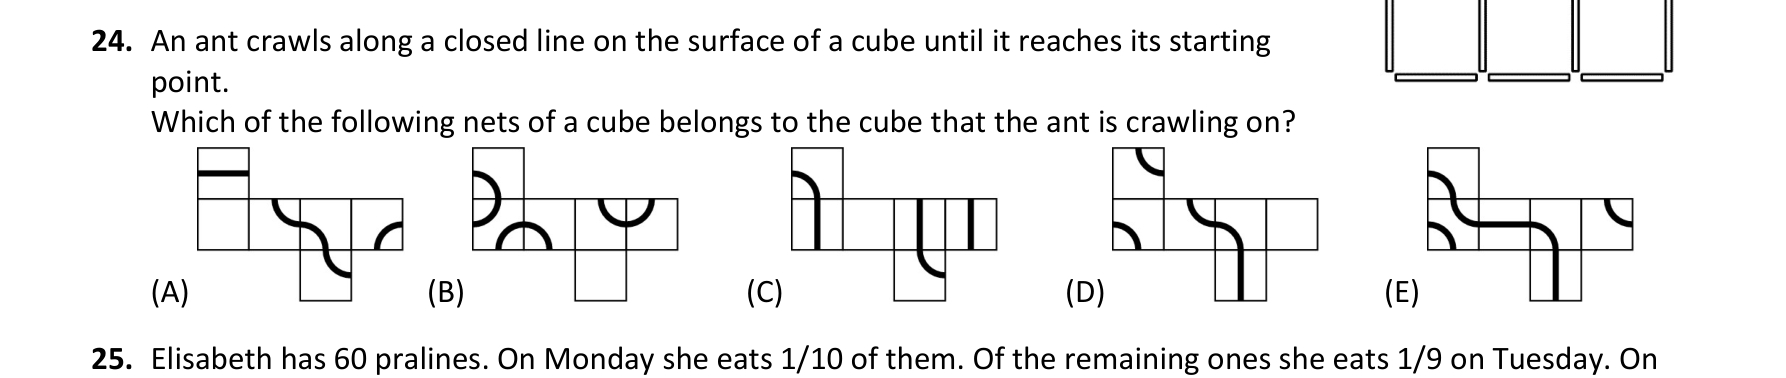 24. An ant crawls along a closed line on the surface of a cube until it reaches its starting
point.
Which of the following nets of a cube belongs to the cube that the ant is crawling on?
(A) (B) (C) (D) (E)
25. Elisabeth has 60 pralines. On Monday she eats 1/10 of them. Of the remaining ones she eats 1/9 on Tuesday. On